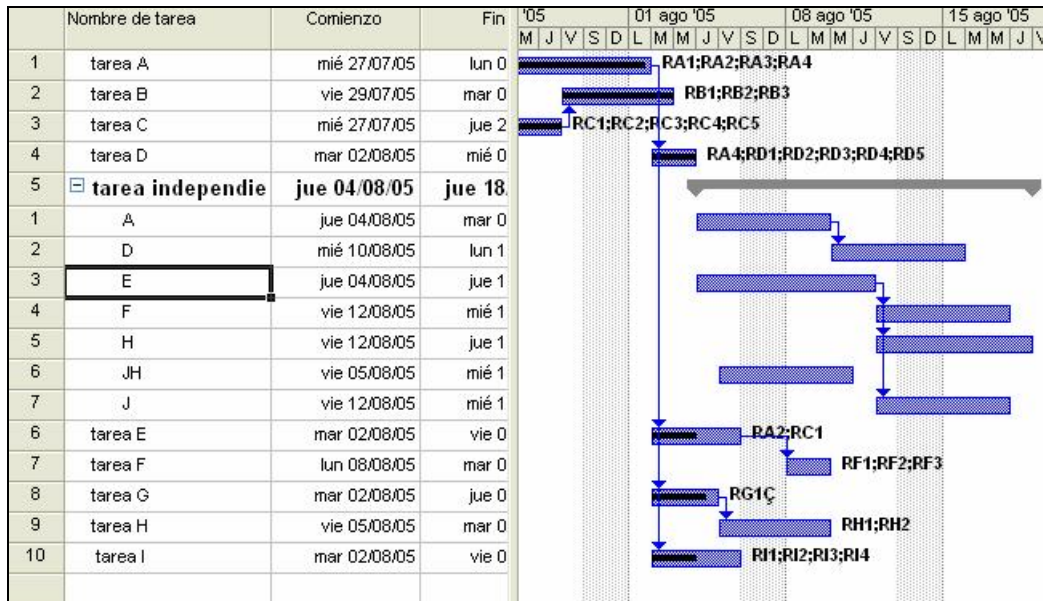 Nombre de tarea Comienzo Fin '05 01 ago '05 08 ago '05 15 ago '05
M J V S D L M M J V S D L M M J V S D L M M J V
1 tarea A mié 27/07/05 lun 0 RA1;RA2;RA3;RA4
2 tarea B vie 29/07/05 mar 0 RB1;RB2;RB3
3 tarea C mié 27/07/05 jue 2 RC1;RC2;RC3;RC4;RC5
4 tarea D mar 02/08/05 mié 0 RA4;RD1;RD2;RD3;RD4;RD5
5 tarea independie jue 04/08/05 jue 18.
1 A jue 04/08/05 mar 0
2 D mié 10/08/05 lun 1
3 E jue 04/08/05 jue 1
4 F vie 12/08/05 mié 1
5 H vie 12/08/05 jue 1
6 JH vie 05/08/05 mié 1
7 J vie 12/08/05 mié 1
6 tarea E mar 02/08/05 vie 0 RA2;RC1
7 tarea F lun 08/08/05 mar 0 RF1;RF2;RF3
8 tarea G mar 02/08/05 jue 0 RG1Ç
9 tarea H vie 05/08/05 mar 0 RH1;RH2
10 tarea I mar 02/08/05 vie 0 RI1;RI2;RI3;RI4